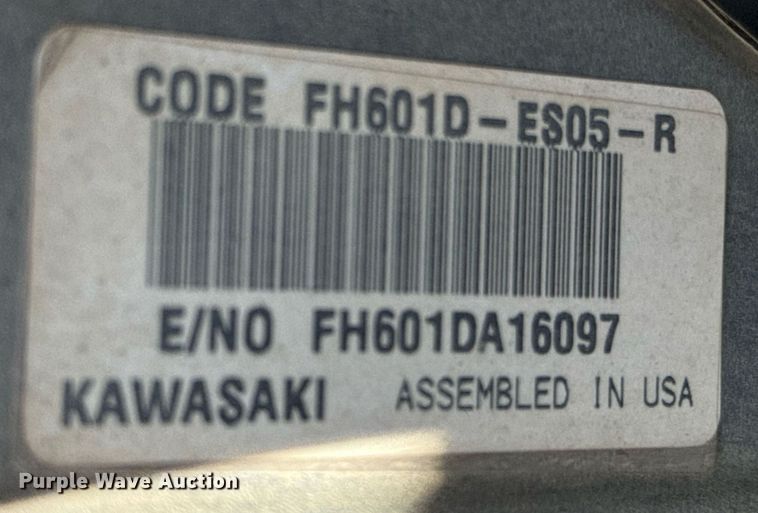 CODE FH601D-ES05-R
E/NO FH601DA16097
KAWASAKI ASSEMBLED IN USA
Purple Wave Auction